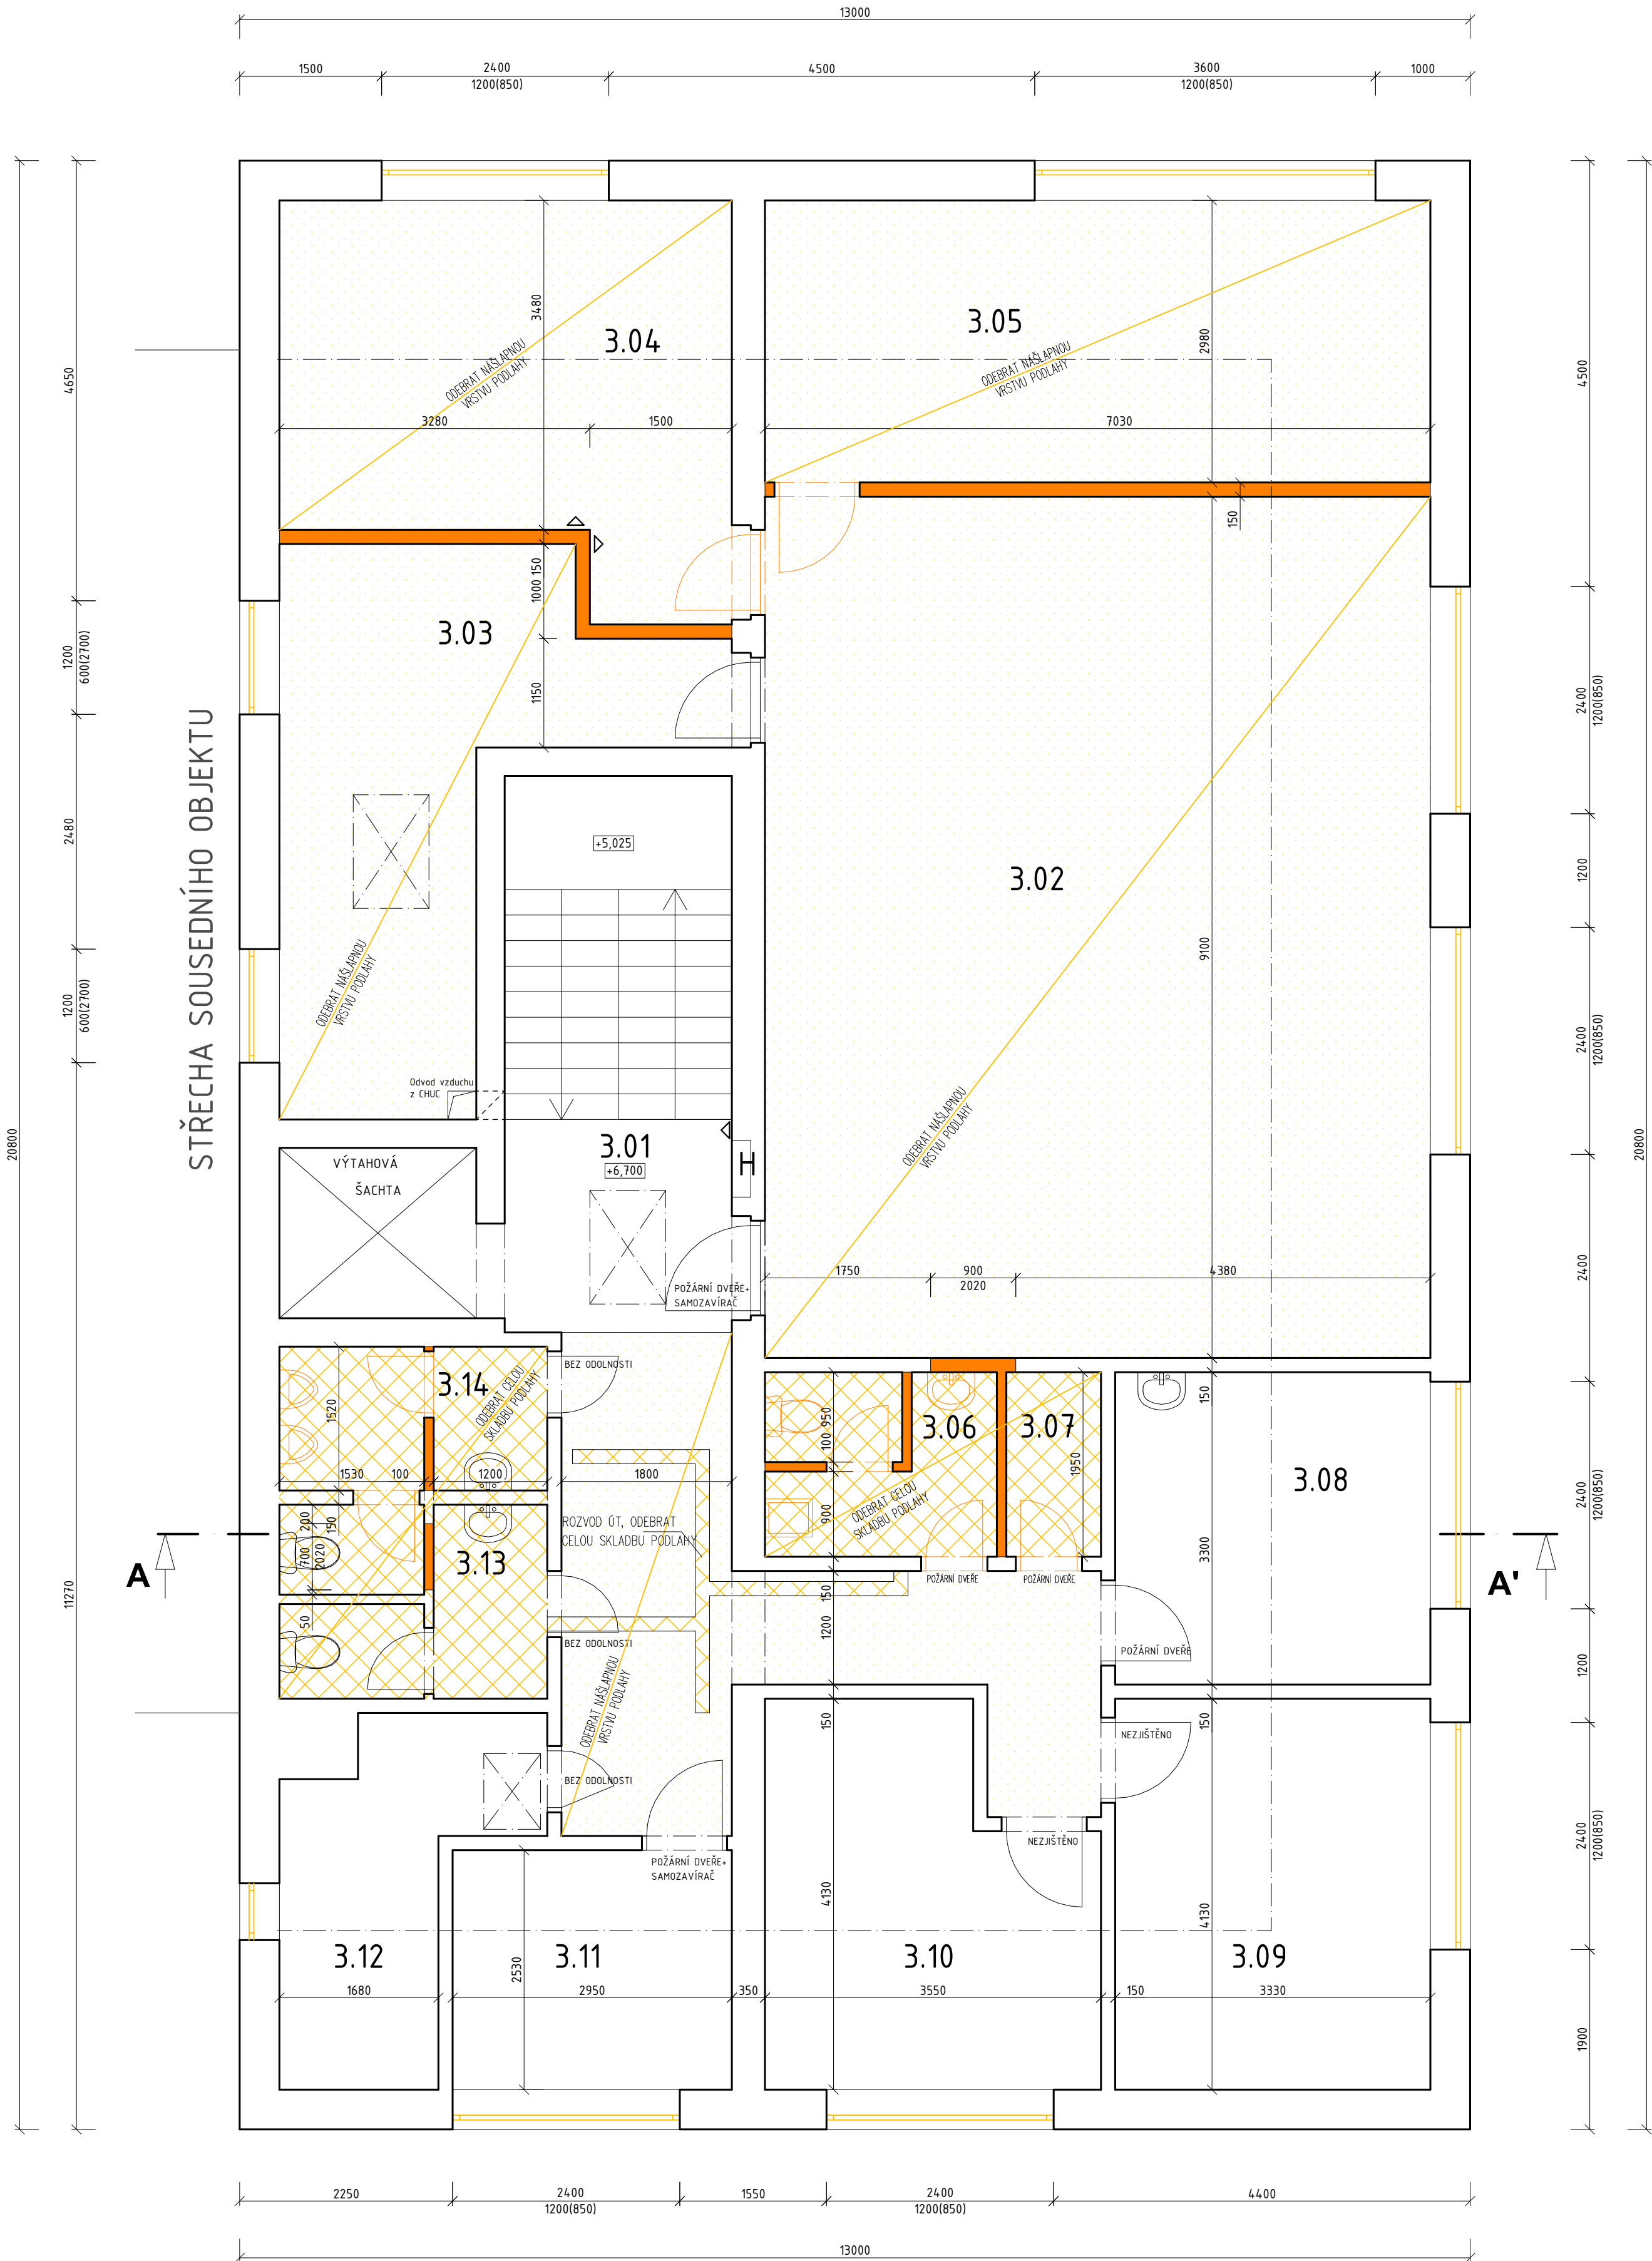 13000
1500
2400
1200(850)
4500
3600
1200(850)
1000
4650
1200
600(2700)
2480
1200
600(2700)
11270
20800
4500
2400
1200(850)
1200
2400
1200(850)
2400
2400
1200(850)
1200
2400
1200(850)
1900
20800
STŘECHA SOUSEDNÍHO OBJEKTU
3480
3.04
ODEBRAT NÁŠLAPNOU
VRSTVU PODLAHY
3280
1500
3.05
2980
ODEBRAT NÁŠLAPNOU
VRSTVU PODLAHY
7030
150
1000 150
3.03
1150
ODEBRAT NÁŠLAPNOU
VRSTVU PODLAHY
+5,025
3.02
9100
ODEBRAT NÁŠLAPNOU
VRSTVU PODLAHY
Odvod vzduchu
z CHUC
3.01
+6,700
H
VÝTAHOVÁ
ŠACHTA
POŽÁRNÍ DVEŘE+
SAMOZAVÍRAČ
1750
900
2020
4380
BEZ ODOLNOSTI
3.14
ODEBRAT CELOU
SKLADBU PODLAHY
1520
1530
100
1200
1800
3.06
3.07
100 950
1950
900
ODEBRAT CELOU
SKLADBU PODLAHY
150
3.08
3300
ROZVOD ÚT, ODEBRAT
CELOU SKLADBU PODLAHY
200
150
700
2020
50
3.13
A
A'
POŽÁRNÍ DVEŘE
POŽÁRNÍ DVEŘE
150
1200
BEZ ODOLNOSTI
POŽÁRNÍ DVEŘE
ODEBRAT NÁŠLAPNOU
VRSTVU PODLAHY
150
150
NEZJIŠTĚNO
BEZ ODOLNOSTI
NEZJIŠTĚNO
POŽÁRNÍ DVEŘE+
SAMOZAVÍRAČ
4130
4130
3.12
3.11
3.10
3.09
2530
1680
2950
350
3550
150
3330
2250
2400
1200(850)
1550
2400
1200(850)
4400
13000